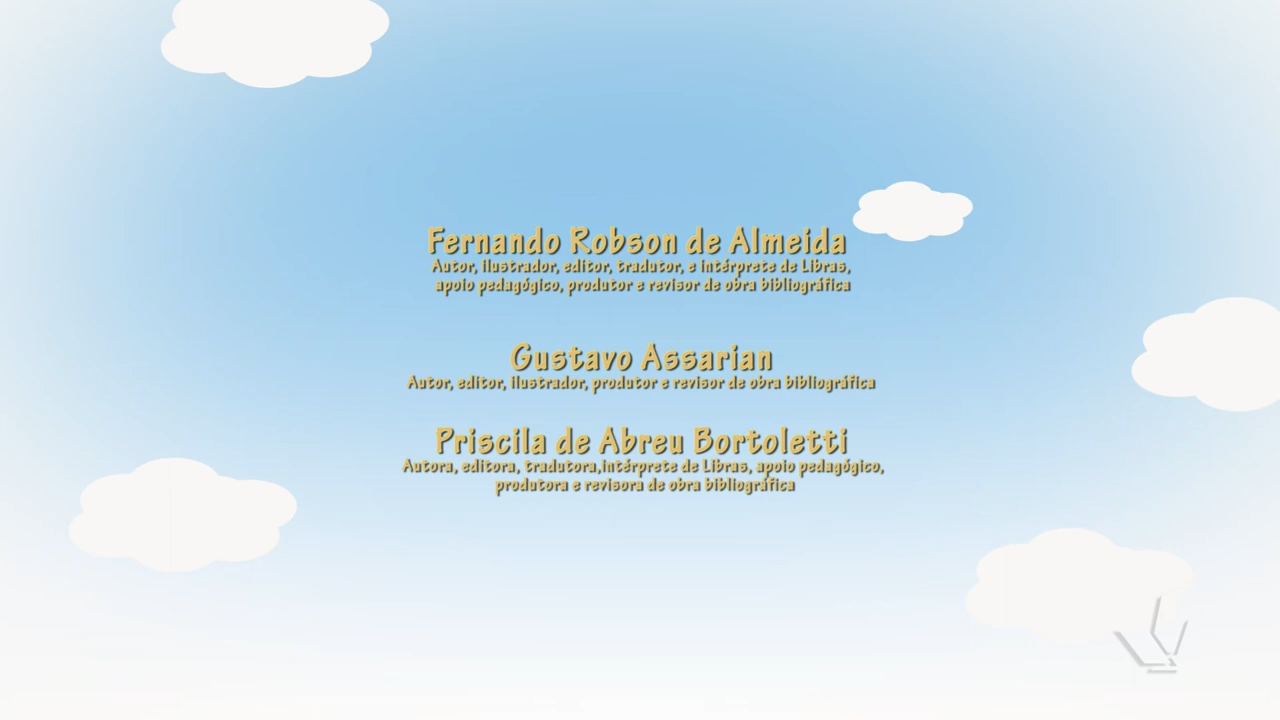 Fernando Robson de Almeida
Autor, ilustrador, editor, tradutor, e intérprete de Libras,
apoio pedagógico, produtor e revisor de obra bibliográfica
Gustavo Assarian
Autor, editor, ilustrador, produtor e revisor de obra bibliográfica
Priscila de Abreu Bortoletti
Autora, editora, tradutora,intérprete de Libras, apoio pedagógico,
produtora e revisora de obra bibliográfica